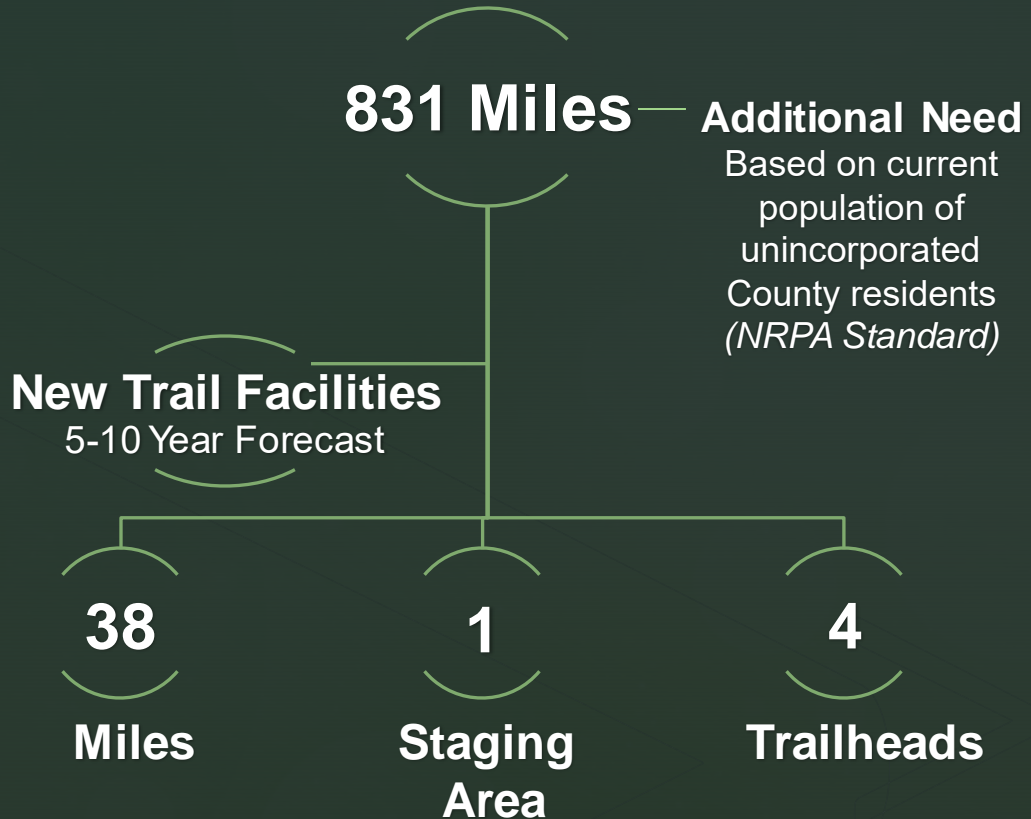 831 Miles
Additional Need
Based on current
population of
unincorporated
County residents
(NRPA Standard)
New Trail Facilities
5-10 Year Forecast
38
Miles
1
Staging
Area
4
Trailheads